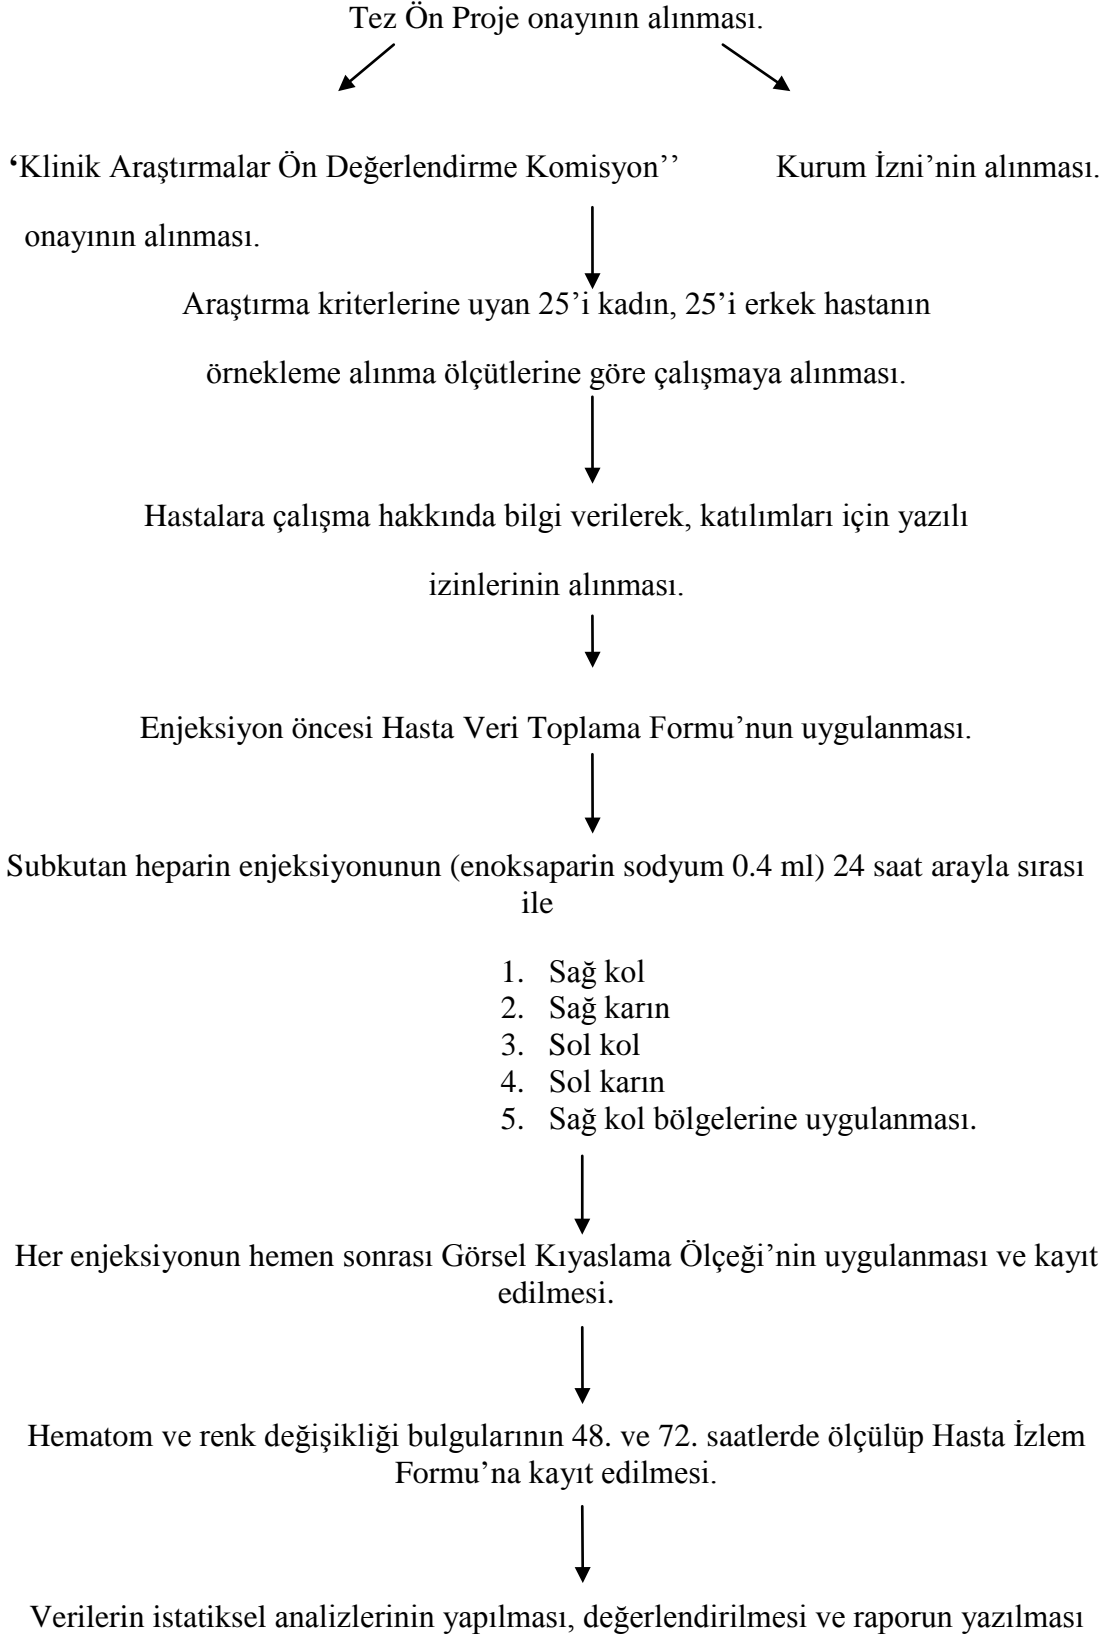 Tez Ön Proje onayının alınması.
‘Klinik Araştırmalar Ön Değerlendirme Komisyon’’
onayının alınması.
Kurum İzni’nin alınması.
Araştırma kriterlerine uyan 25’i kadın, 25’i erkek hastanın
örnekleme alınma ölçütlerine göre çalışmaya alınması.
Hastalara çalışma hakkında bilgi verilerek, katılımları için yazılı
izinlerinin alınması.
Enjeksiyon öncesi Hasta Veri Toplama Formu’nun uygulanması.
Subkutan heparin enjeksiyonunun (enoksaparin sodyum 0.4 ml) 24 saat arayla sırası
ile
1. Sağ kol
2. Sağ karın
3. Sol kol
4. Sol karın
5. Sağ kol bölgelerine uygulanması.
Her enjeksiyonun hemen sonrası Görsel Kıyaslama Ölçeği’nin uygulanması ve kayıt
edilmesi.
Hematom ve renk değişikliği bulgularının 48. ve 72. saatlerde ölçülüp Hasta İzlem
Formu’na kayıt edilmesi.
Verilerin istatiksel analizlerinin yapılması, değerlendirilmesi ve raporun yazılması